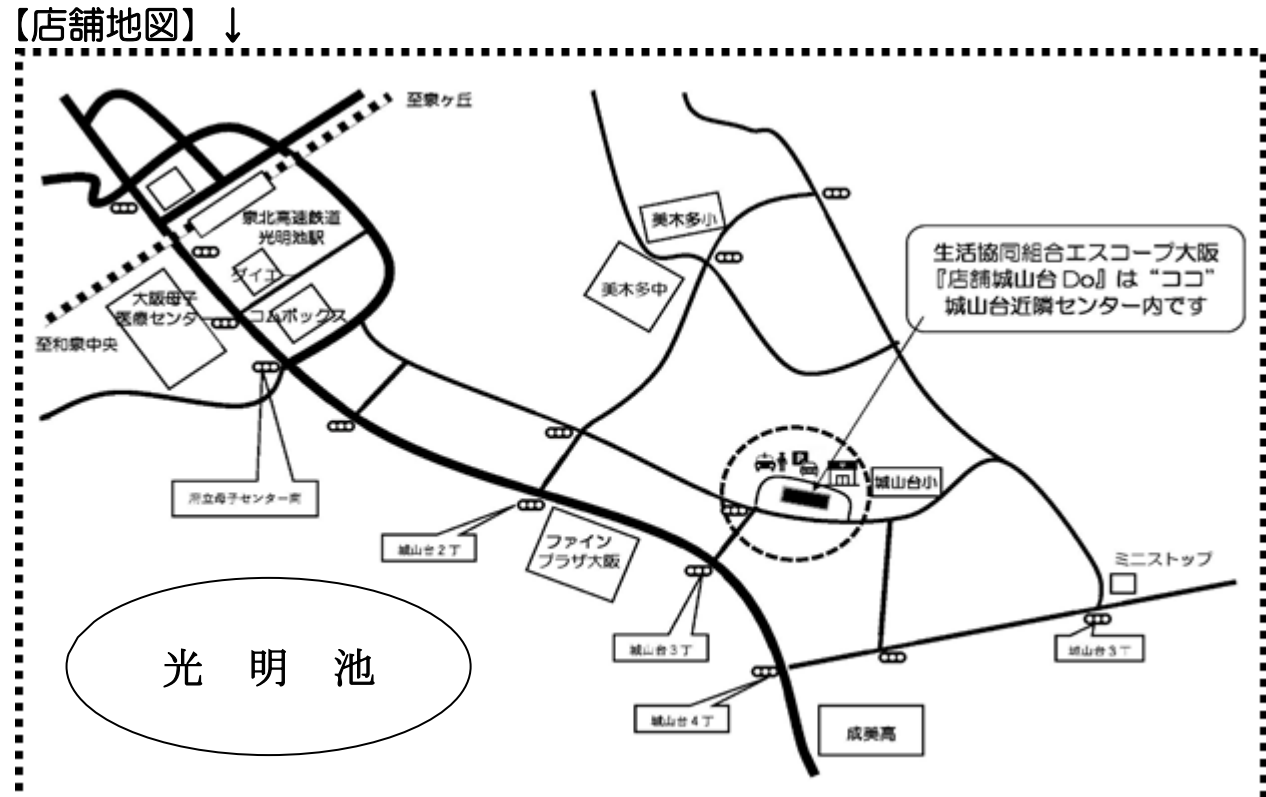 【店舗地図】↓
至泉ヶ丘
泉北高速鉄道
光明池駅
ダイエー
大阪母子
医療センター
コムボックス
至和泉中央
美木多小
美木多中
生活協同組合エスコープ大阪
『店舗城山台Do』は“ココ”
城山台近隣センター内です
P
城山台小
府立母子センター南
城山台2丁
ファイン
プラザ大阪
城山台3丁
城山台4丁
ミニストップ
城山台3丁
成美高
光 明 池